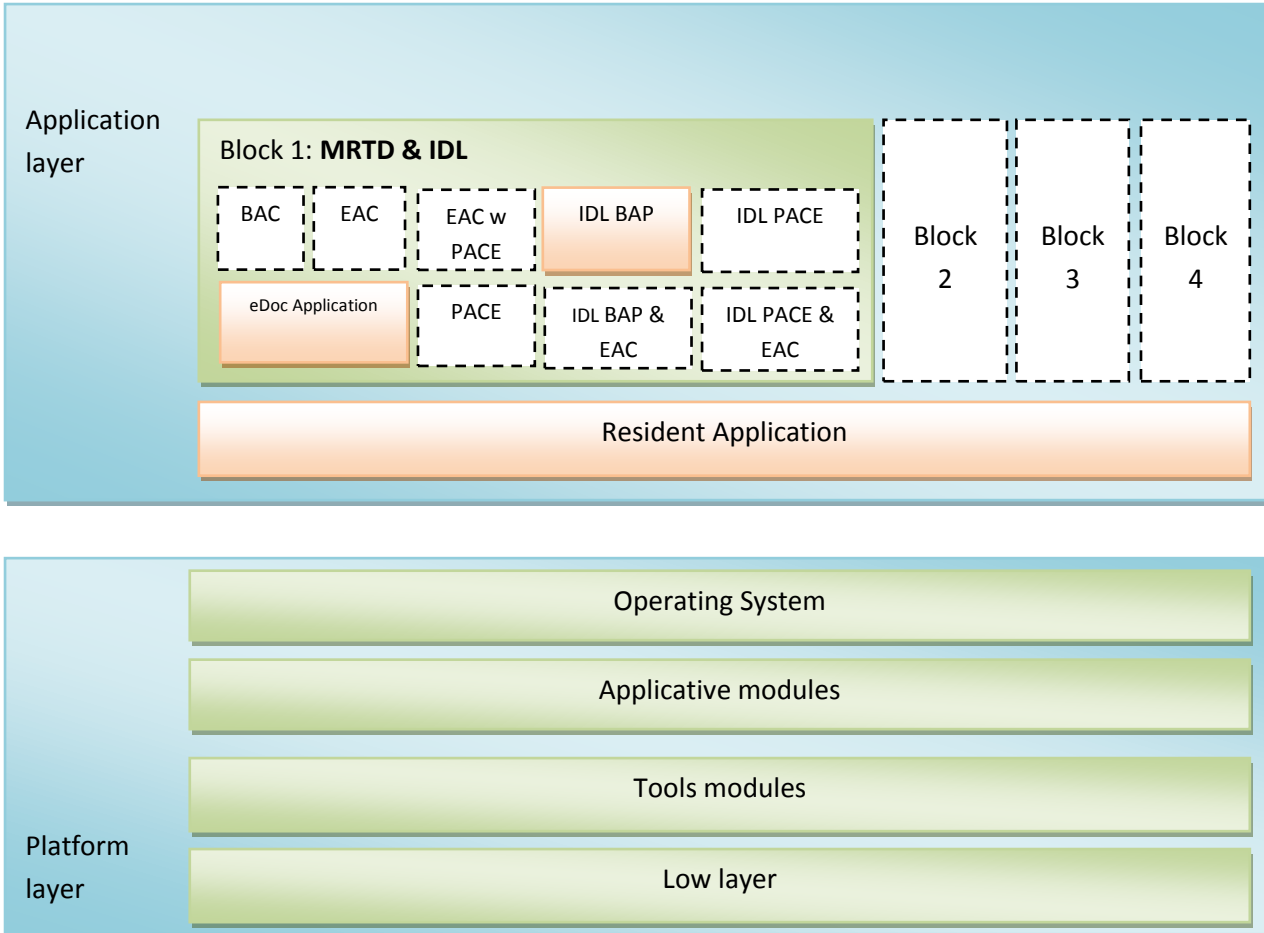 Application
layer
Block 1: MRTD & IDL
BAC
EAC
EAC w
PACE
IDL BAP
IDL PACE
eDoc Application
PACE
IDL BAP &
EAC
IDL PACE &
EAC
Block
2
Block
3
Block
4
Resident Application
Operating System
Applicative modules
Tools modules
Low layer
Platform
layer